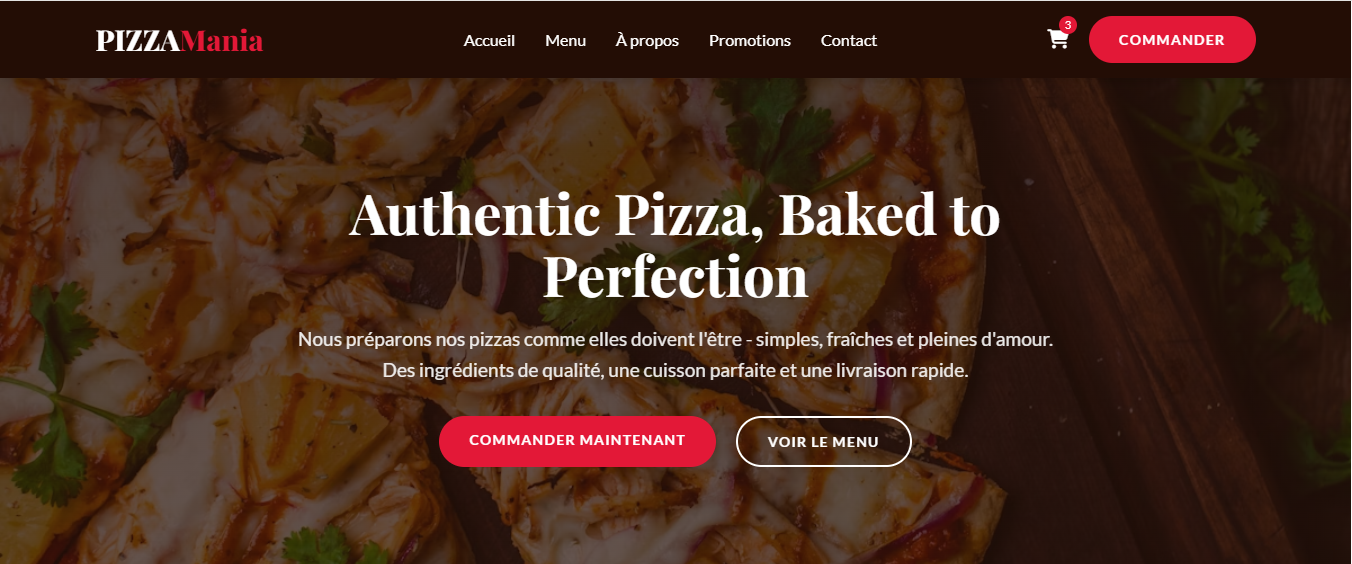 PIZZAMania
Accueil Menu À propos Promotions Contact
3
COMMANDER
Authentic Pizza, Baked to
Perfection
Nous préparons nos pizzas comme elles doivent l'être - simples, fraîches et pleines d'amour.
Des ingrédients de qualité, une cuisson parfaite et une livraison rapide.
COMMANDER MAINTENANT
VOIR LE MENU